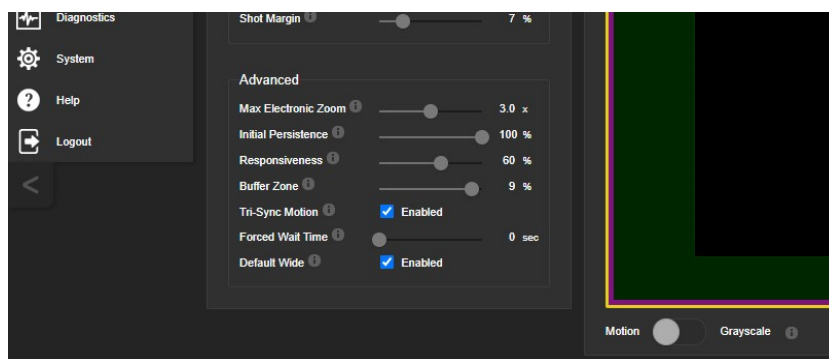 Diagnostics
System
Help
Logout
<
Shot Margin 7 %
Advanced
Max Electronic Zoom 3.0 x
Initial Persistence 100 %
Responsiveness 60 %
Buffer Zone 9 %
Tri-Sync Motion Enabled
Forced Wait Time 0 sec
Default Wide Enabled
Motion Grayscale